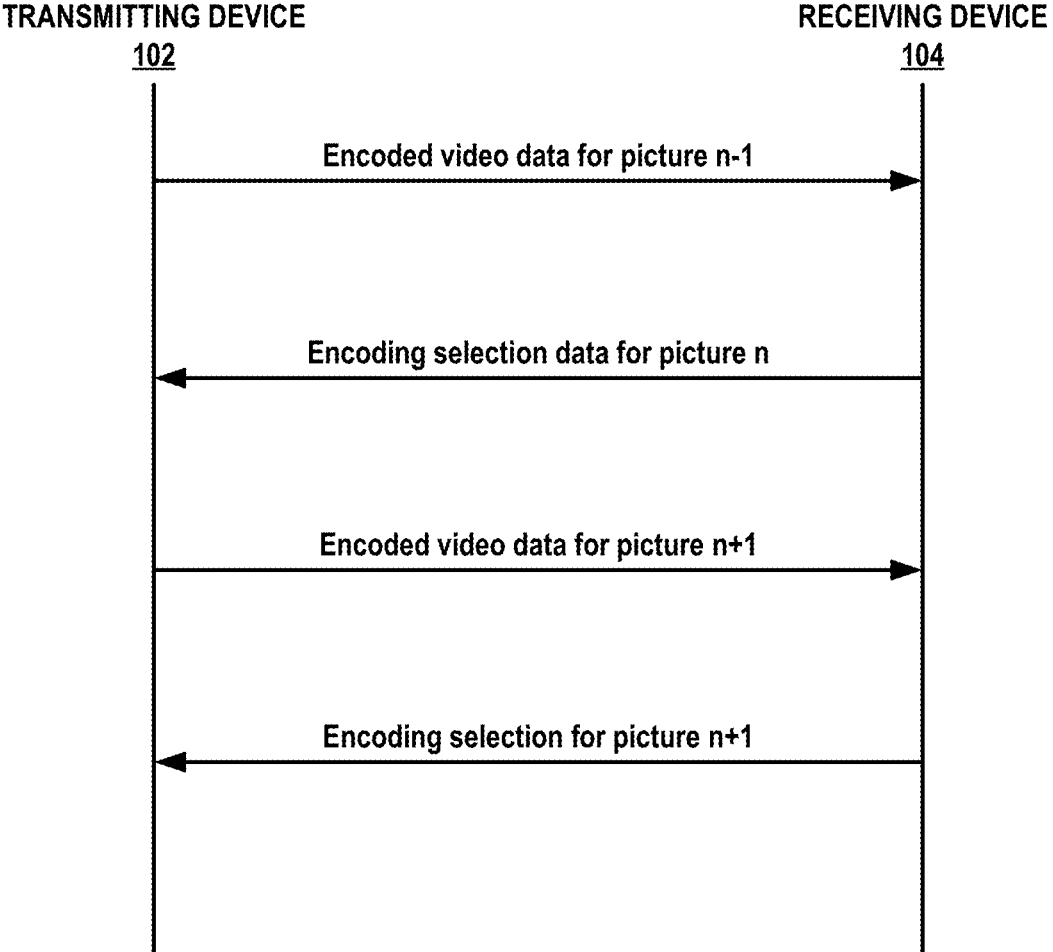 TRANSMITTING DEVICE
102
RECEIVING DEVICE
104
Encoded video data for picture n-1
Encoding selection data for picture n
Encoded video data for picture n+1
Encoding selection for picture n+1